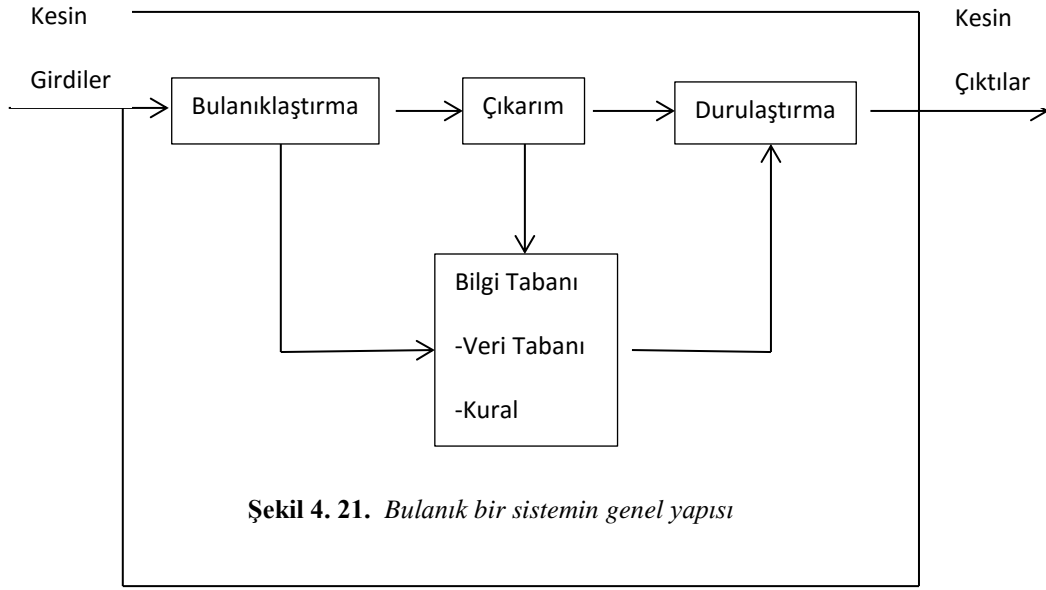 Kesin
Girdiler
Bulanıklaştırma
Çıkarım
Durulaştırma
Kesin
Çıktılar
Bilgi Tabanı
-Veri Tabanı
-Kural
Şekil 4. 21. Bulanık bir sistemin genel yapısı